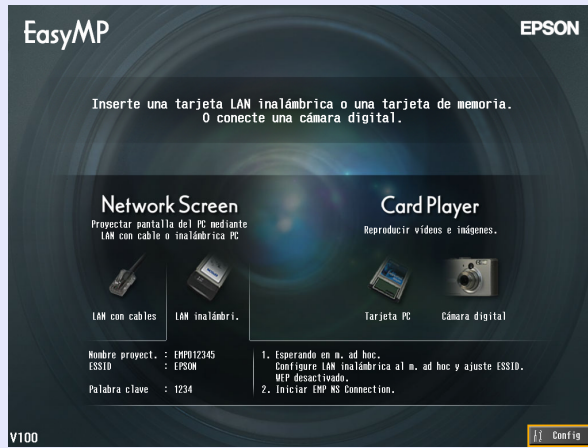 EasyMP
EPSON
Inserte una tarjeta LAN inalámbrica o una tarjeta de memoria.
O conecte una cámara digital.
Network Screen
Proyectar pantalla del PC mediante
LAN con cable o inalámbrica PC
LAN con cables
LAN inalámbri.
Card Player
Reproducir vídeos e imágenes.
Tarjeta PC
Cámara digital
Nombre proyect. : EMP012345
ESSID : EPSON
Palabra clave : 1234
1. Esperando en m. ad hoc.
Configure LAN inalámbrica al m. ad hoc y ajuste ESSID.
WEP desactivado.
2. Iniciar EMP NS Connection.
V100
Config